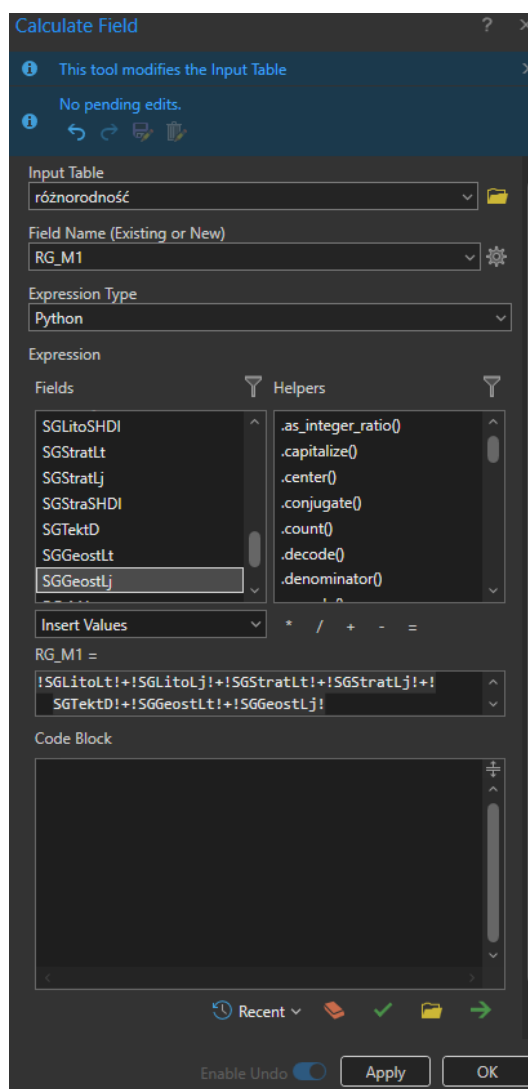 Calculate Field
?
This tool modifies the Input Table
No pending edits.
Input Table
różnorodność
Field Name (Existing or New)
RG_M1
Expression Type
Python
Expression
Fields
Helpers
SGLitoSHDI
SGStratLt
SGStratLj
SGStraSHDI
SGTektD
SGGeostLt
SGGeostLj
.as_integer_ratio()
.capitalize()
.center()
.conjugate()
.count()
.decode()
.denominator()
Insert Values
* / + - =
RG_M1 =
!SGLitoLt!+!SGLitoLj!+!SGStratLt!+!SGStratLj!+!
SGTektD!+!SGGeostLt!+!SGGeostLj!
Code Block
Recent
Enable Undo
Apply
OK